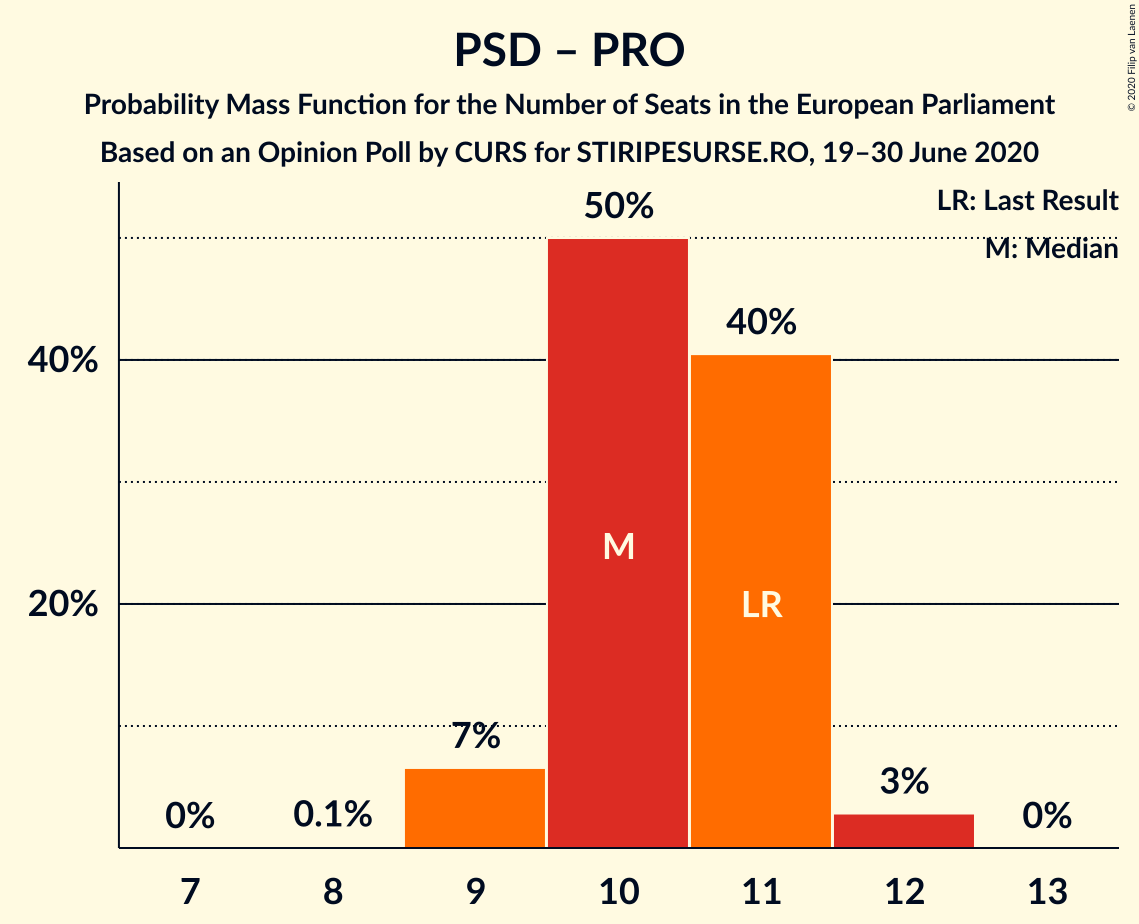 PSD – PRO
Probability Mass Function for the Number of Seats in the European Parliament
Based on an Opinion Poll by CURS for STIRIPESURSE.RO, 19–30 June 2020
© 2020 Filip van Laenen
LR: Last Result
M: Median
50%
40%
40%
M
LR
20%
7%
3%
0%
0.1%
0%
7 8 9 10 11 12 13